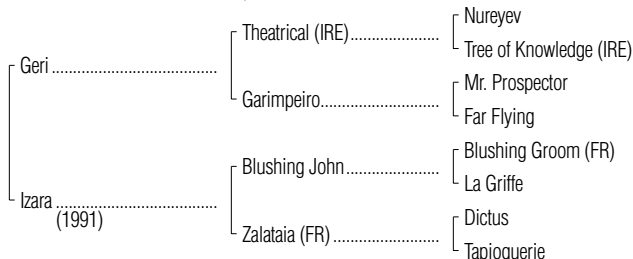 Nureyev
Theatrical (IRE)....................
Tree of Knowledge (IRE)
Geri.....................................
Mr. Prospector
Garimpeiro...........................
Far Flying
Blushing Groom (FR)
Blushing John.....................
La Griffe
Izara ....................................
(1991)
Dictus
Zalataia (FR)........................
Tapioquerie